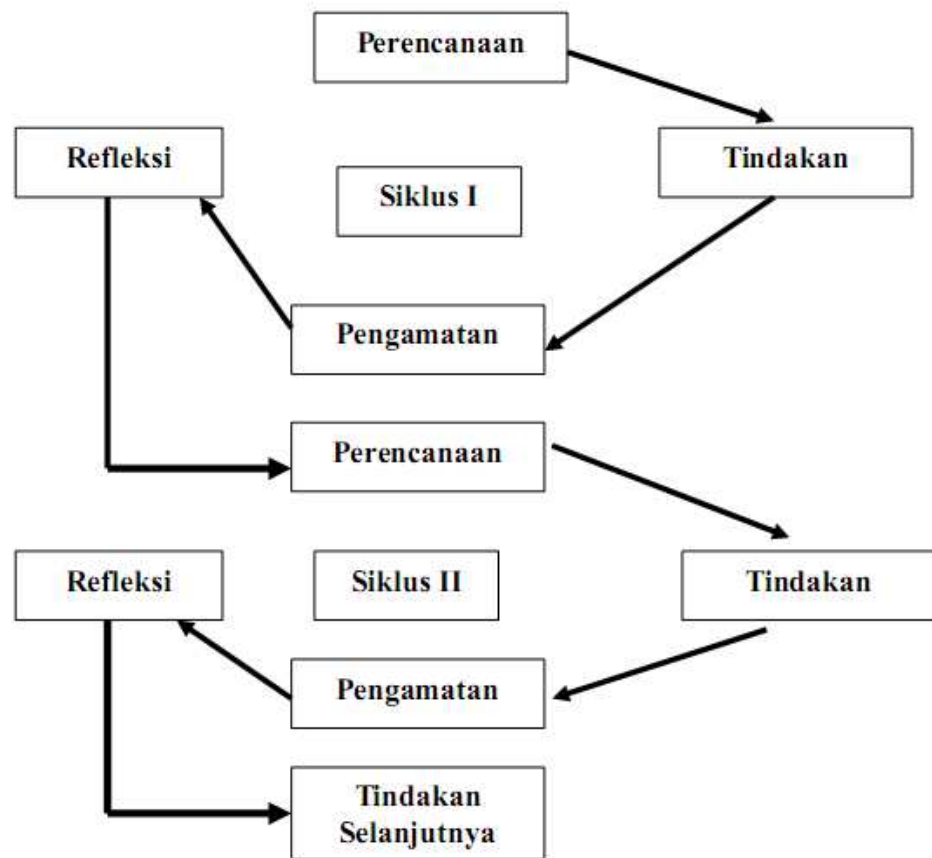 Perencanaan
Refleksi
Tindakan
Siklus I
Pengamatan
Perencanaan
Refleksi
Siklus II
Tindakan
Pengamatan
Tindakan
Selanjutnya